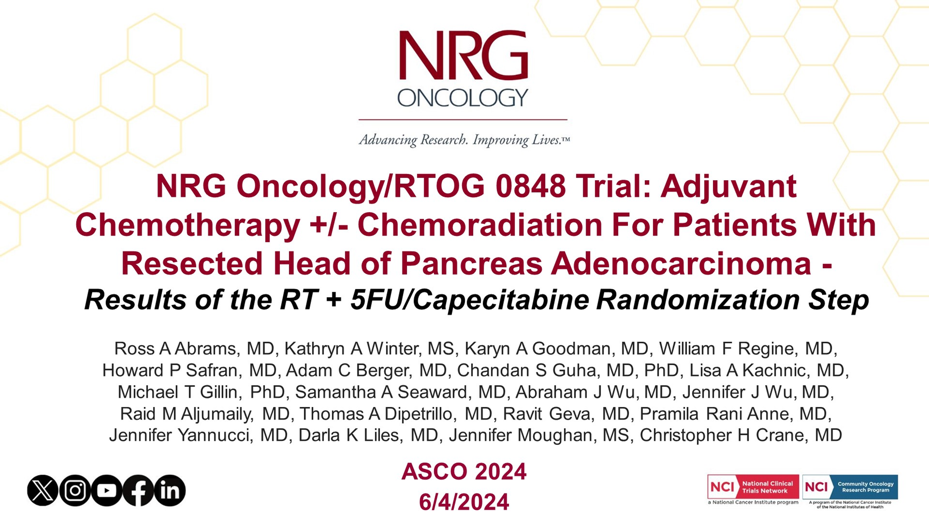 NRG
ONCOLOGY
Advancing Research. Improving Lives.™
NRG Oncology/RTOG 0848 Trial: Adjuvant
Chemotherapy +/- Chemoradiation For Patients With
Resected Head of Pancreas Adenocarcinoma -
Results of the RT + 5FU/Capecitabine Randomization Step
Ross A Abrams, MD, Kathryn A Winter, MS, Karyn A Goodman, MD, William F Regine, MD,
Howard P Safran, MD, Adam C Berger, MD, Chandan S Guha, MD, PhD, Lisa A Kachnic, MD,
Michael T Gillin, PhD, Samantha A Seaward, MD, Abraham J Wu, MD, Jennifer J Wu, MD,
Raid M Aljumaily, MD, Thomas A Dipetrillo, MD, Ravit Geva, MD, Pramila Rani Anne, MD,
Jennifer Yannucci, MD, Darla K Liles, MD, Jennifer Moughan, MS, Christopher H Crane, MD
ASCO 2024
6/4/2024
NCI National Clinical
Trials Network
a National Cancer Institute program
NCI Community Oncology
Research Program
A program of the National Cancer Institute
of the National Institutes of Health